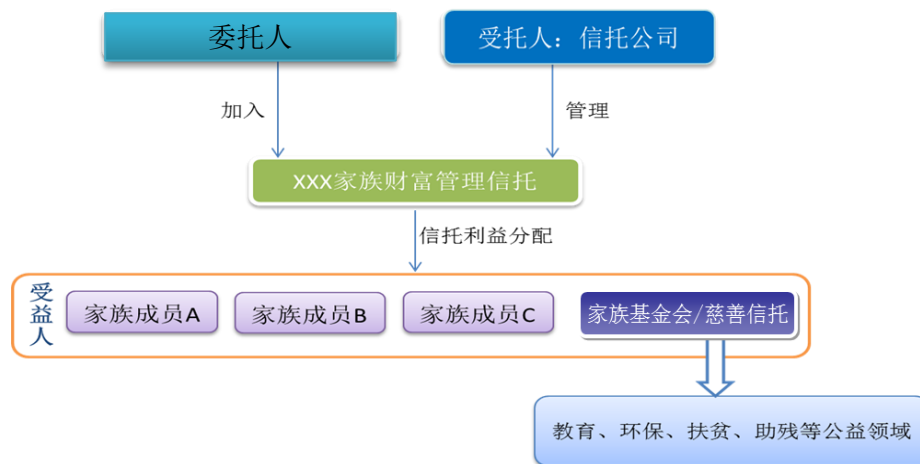 委托人
受托人：信托公司
加入
管理
XXX家族财富管理信托
信托利益分配
受益人
家族成员A
家族成员B
家族成员C
家族基金会/慈善信托
教育、环保、扶贫、助残等公益领域